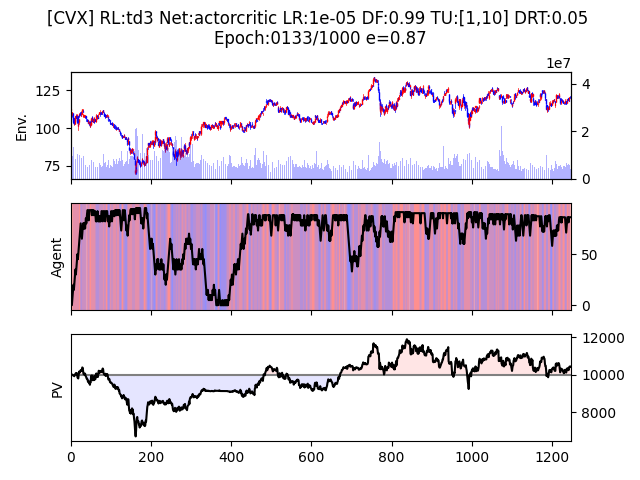 [CVX] RL:td3 Net:actorcritic LR:1e-05 DF:0.99 TU:[1,10] DRT:0.05
Epoch:0133/1000 e=0.87
1e7
125
100
75
Env.
4
2
0
Agent
50
0
PV
12000
10000
8000
0 200 400 600 800 1000 1200